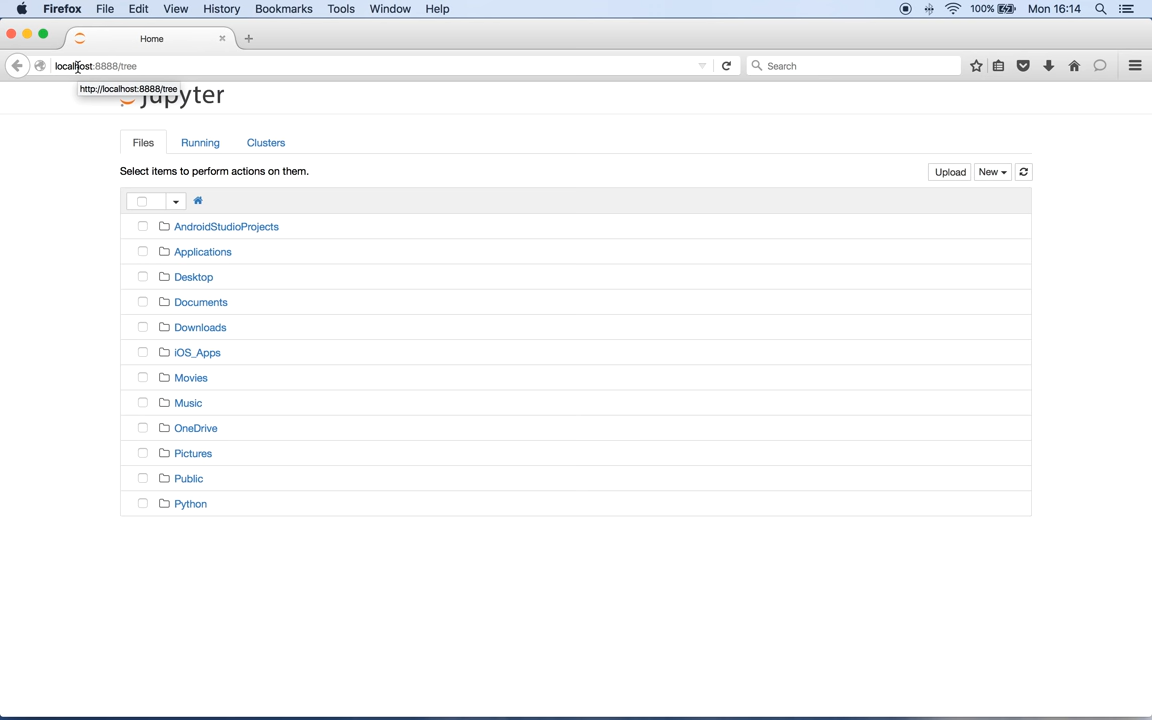 Firefox File Edit View History Bookmarks Tools Window Help 100% Mon 16:14
Home
localhost:8888/tree Search
http://localhost:8888/tree
jupyter
Files Running Clusters
Select items to perform actions on them. Upload New
AndroidStudioProjects
Applications
Desktop
Documents
Downloads
iOS_Apps
Movies
Music
OneDrive
Pictures
Public
Python